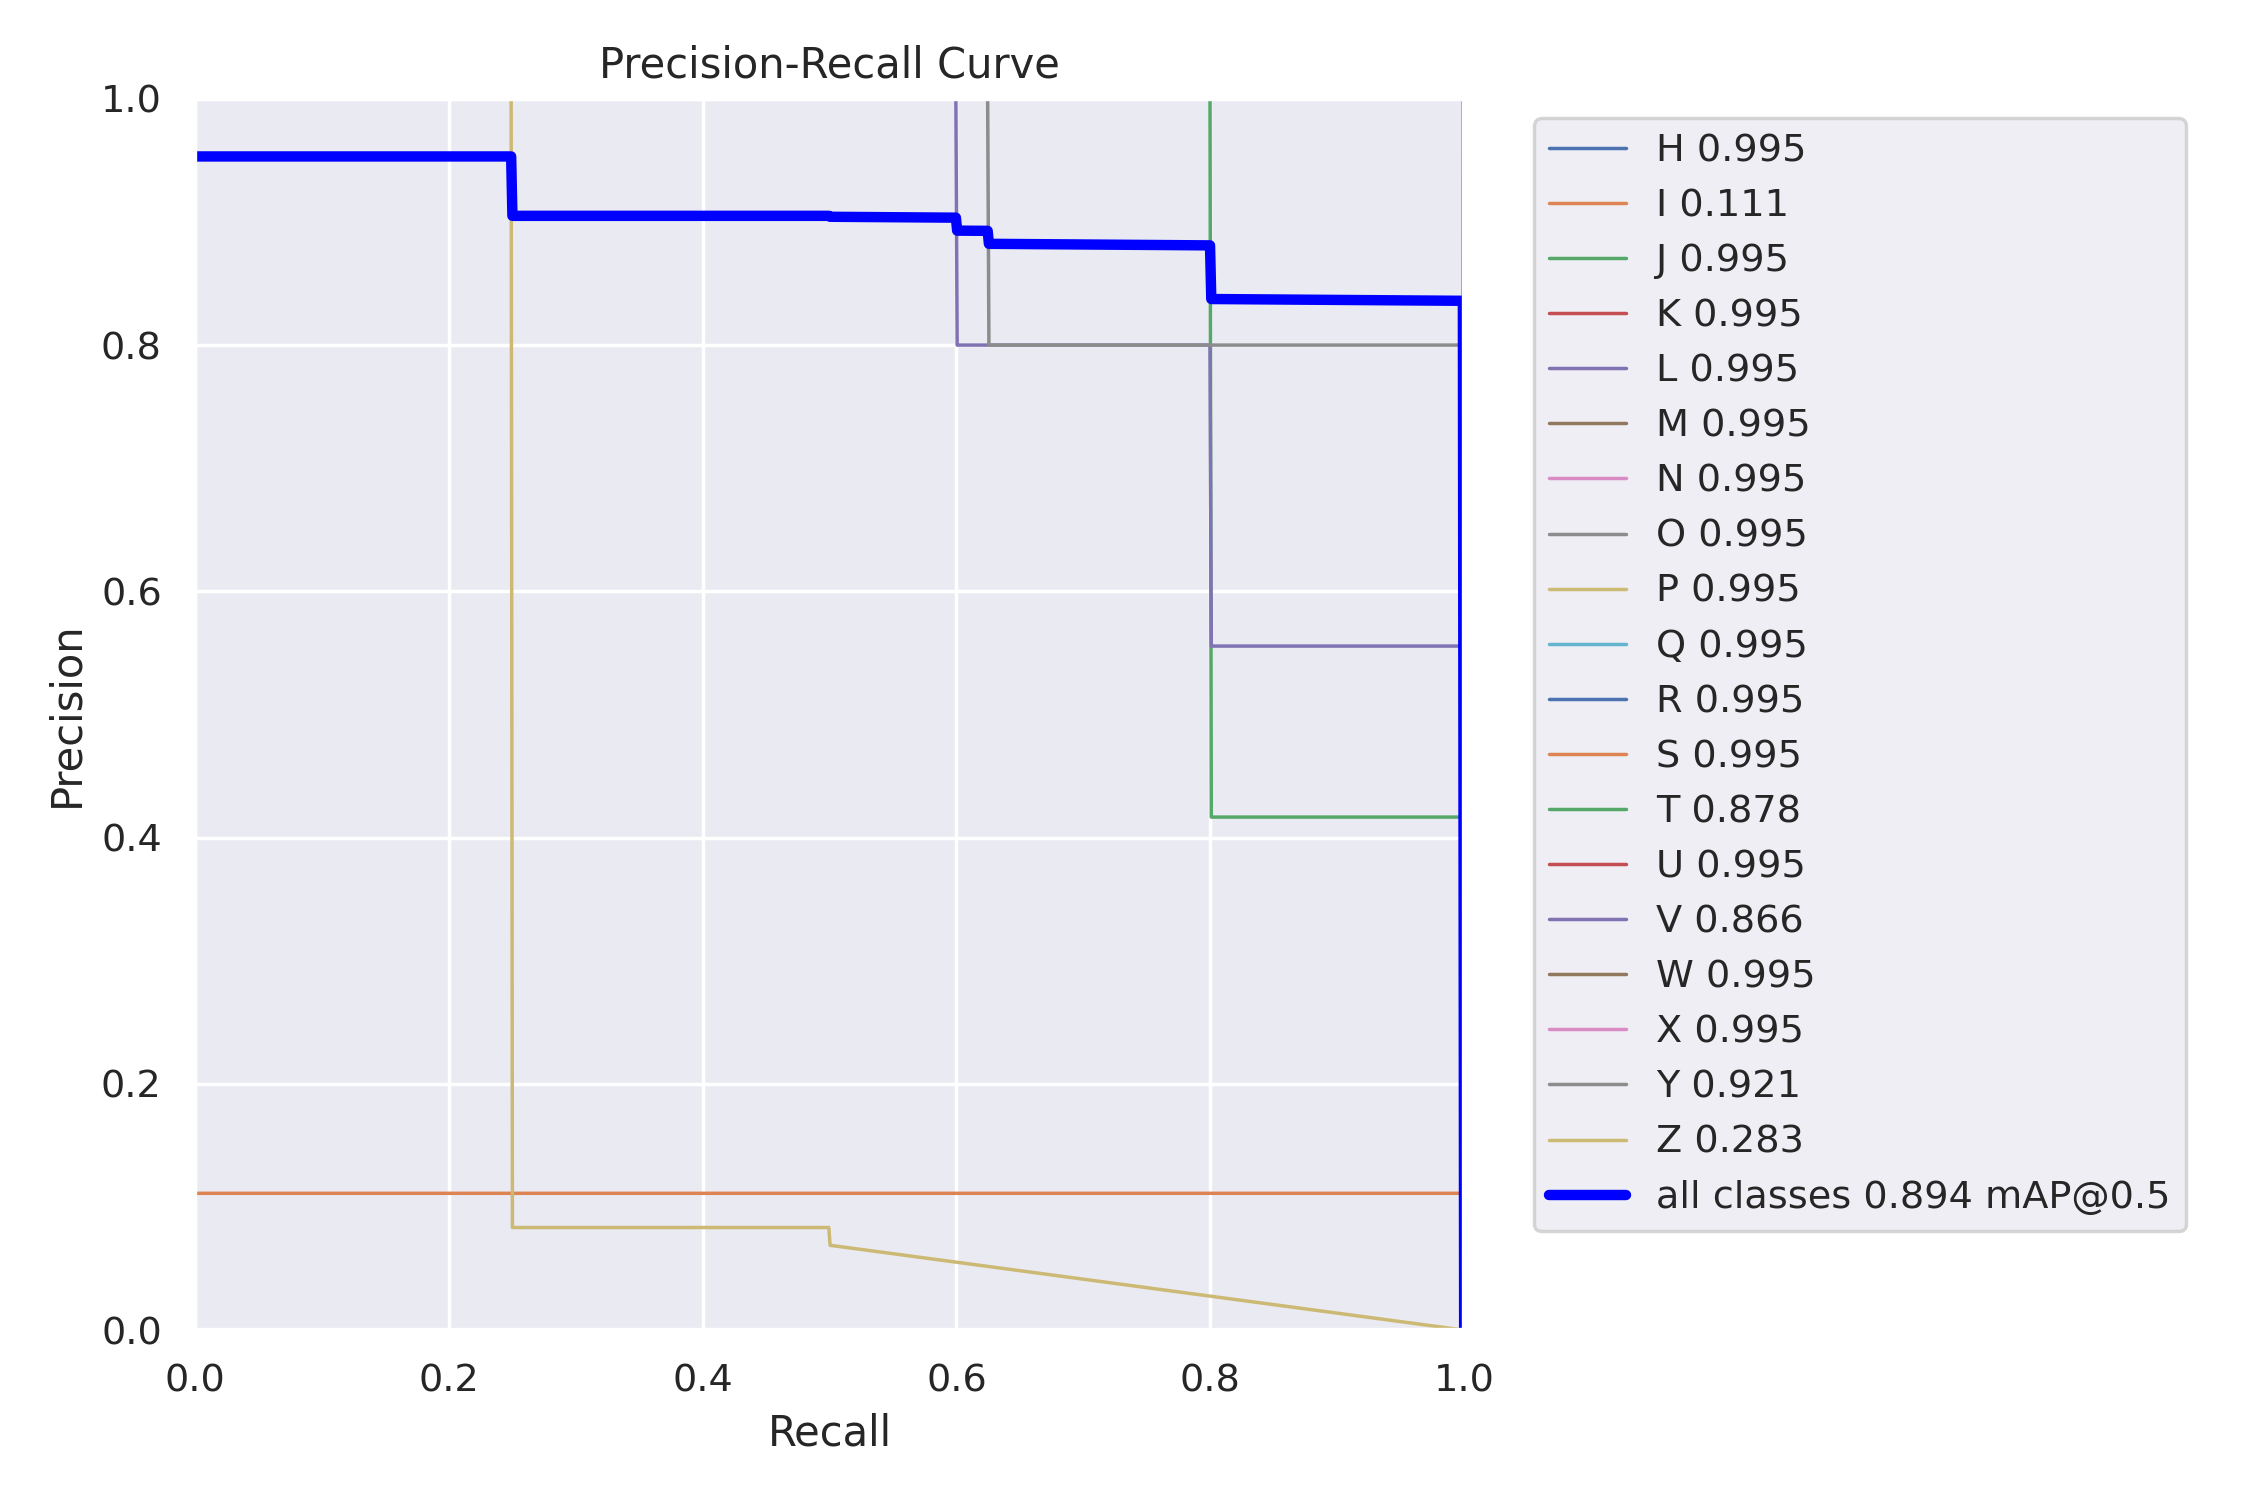 Precision-Recall Curve
1.0
0.8
0.6
0.4
0.2
0.0
Precision
0.0 0.2 0.4 0.6 0.8 1.0
Recall
H 0.995
I 0.111
J 0.995
K 0.995
L 0.995
M 0.995
N 0.995
O 0.995
P 0.995
Q 0.995
R 0.995
S 0.995
T 0.878
U 0.995
V 0.866
W 0.995
X 0.995
Y 0.921
Z 0.283
all classes 0.894 mAP@0.5